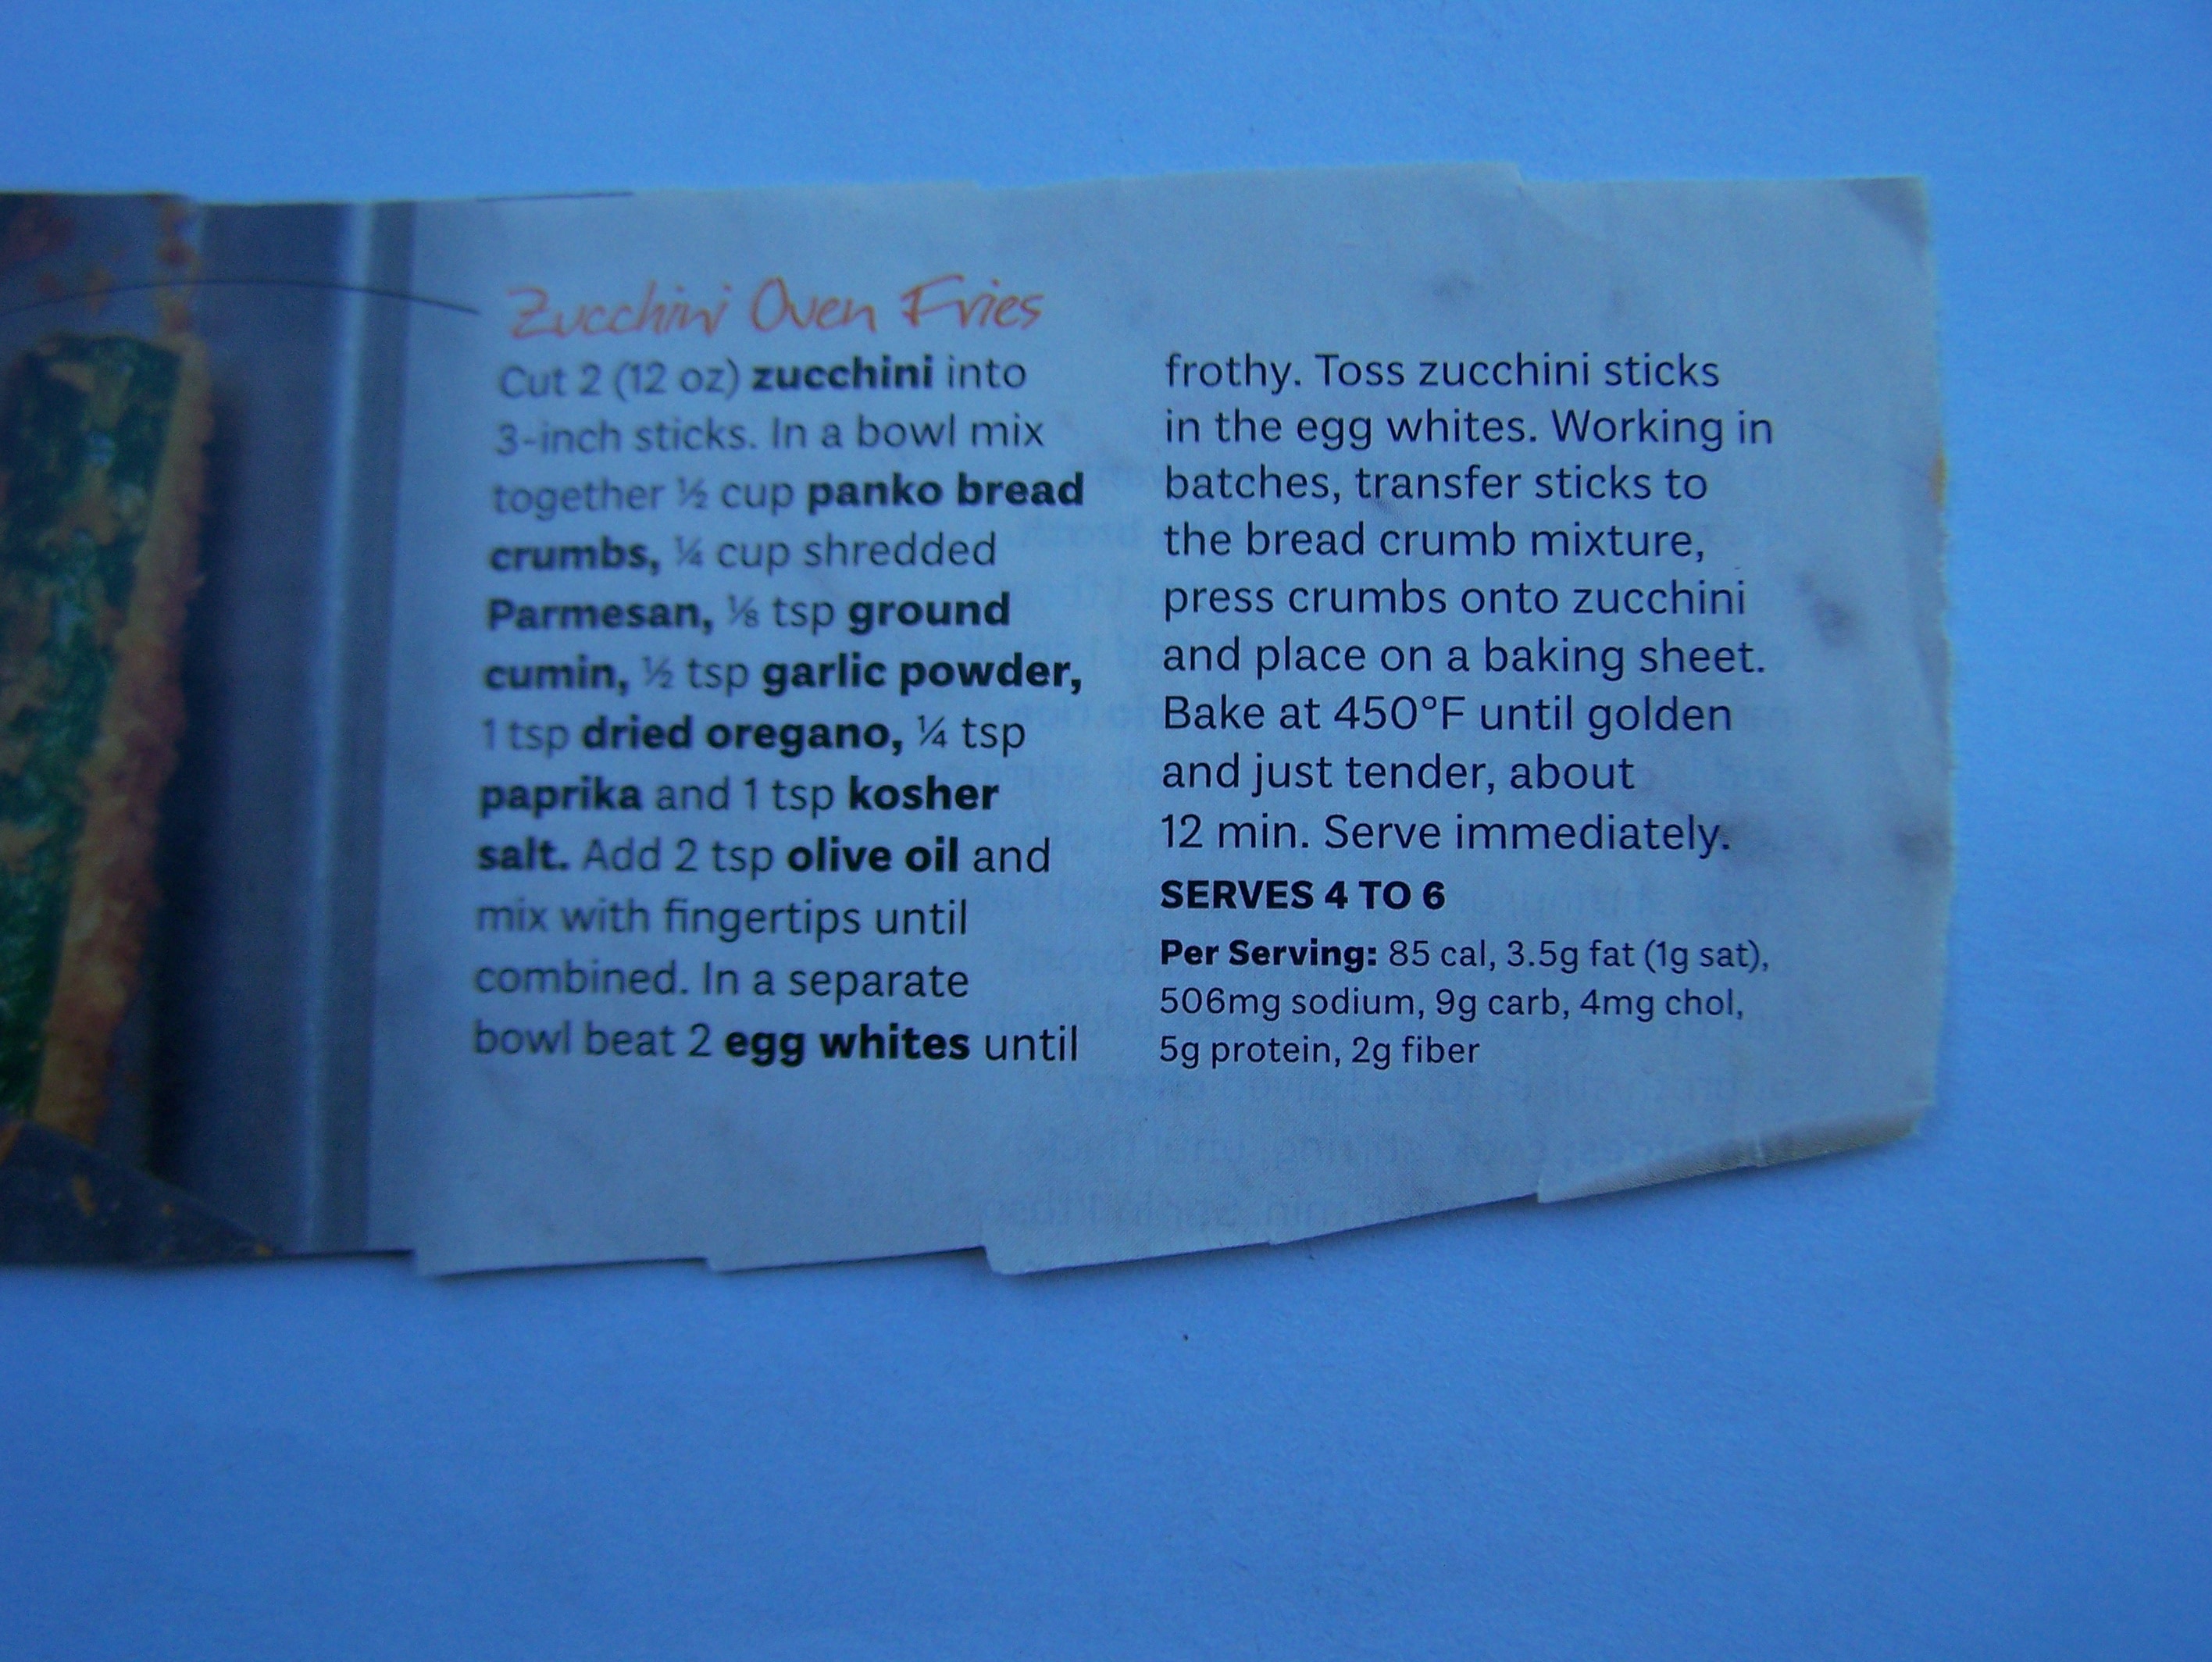 Zucchini Oven Fries
Cut 2 (12 oz) zucchini into
3-inch sticks. In a bowl mix
together ½ cup panko bread
crumbs, ¼ cup shredded
Parmesan, ⅛ tsp ground
cumin, ½ tsp garlic powder,
1 tsp dried oregano, ¼ tsp
paprika and 1 tsp kosher
salt. Add 2 tsp olive oil and
mix with fingertips until
combined. In a separate
bowl beat 2 egg whites until
frothy. Toss zucchini sticks
in the egg whites. Working in
batches, transfer sticks to
the bread crumb mixture,
press crumbs onto zucchini
and place on a baking sheet.
Bake at 450°F until golden
and just tender, about
12 min. Serve immediately.
SERVES 4 TO 6
Per Serving: 85 cal, 3.5g fat (1g sat),
506mg sodium, 9g carb, 4mg chol,
5g protein, 2g fiber